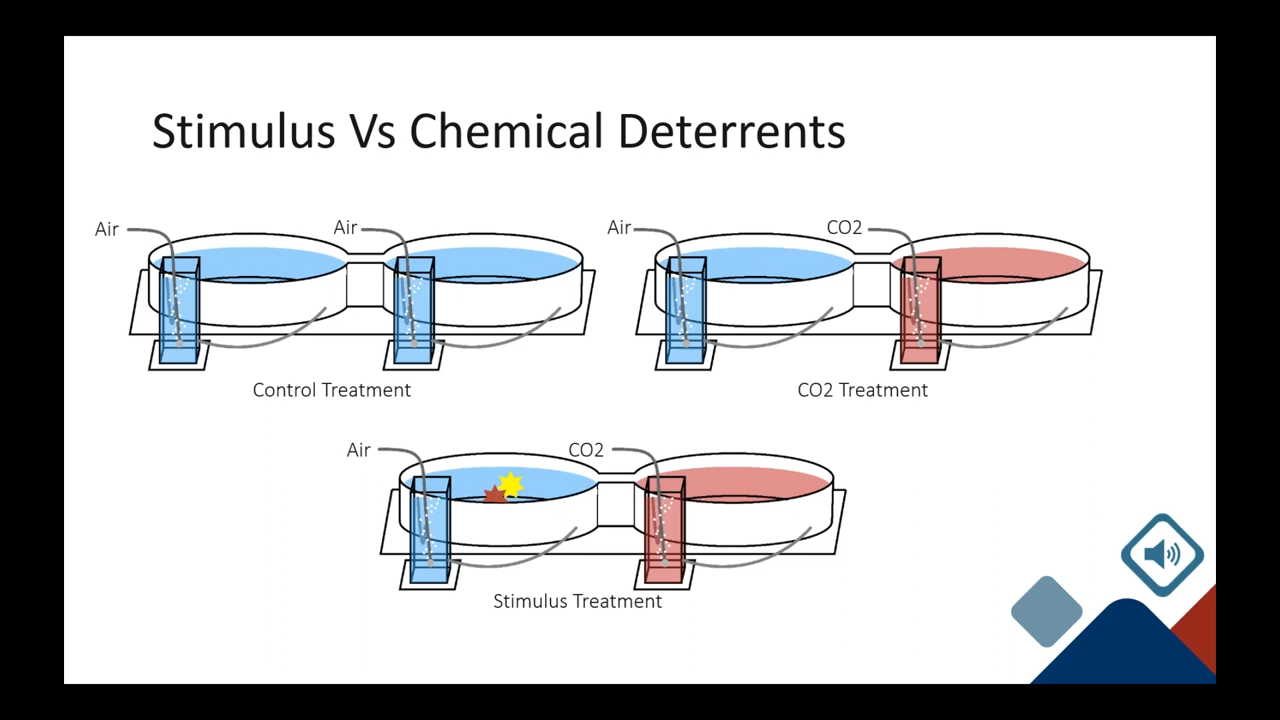 Stimulus Vs Chemical Deterrents
Air
Air
Control Treatment
Air
CO2
CO2 Treatment
Air
CO2
Stimulus Treatment